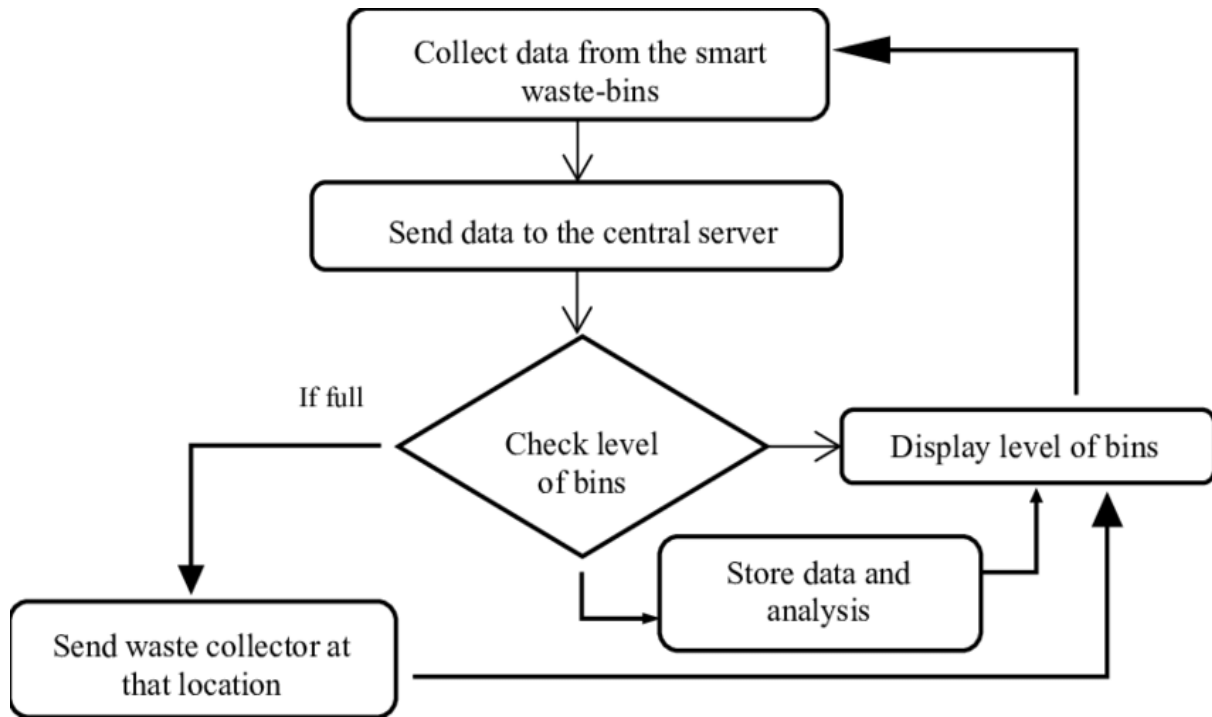 Collect data from the smart
waste-bins
Send data to the central server
If full
Check level
of bins
Display level of bins
Store data and
analysis
Send waste collector at
that location